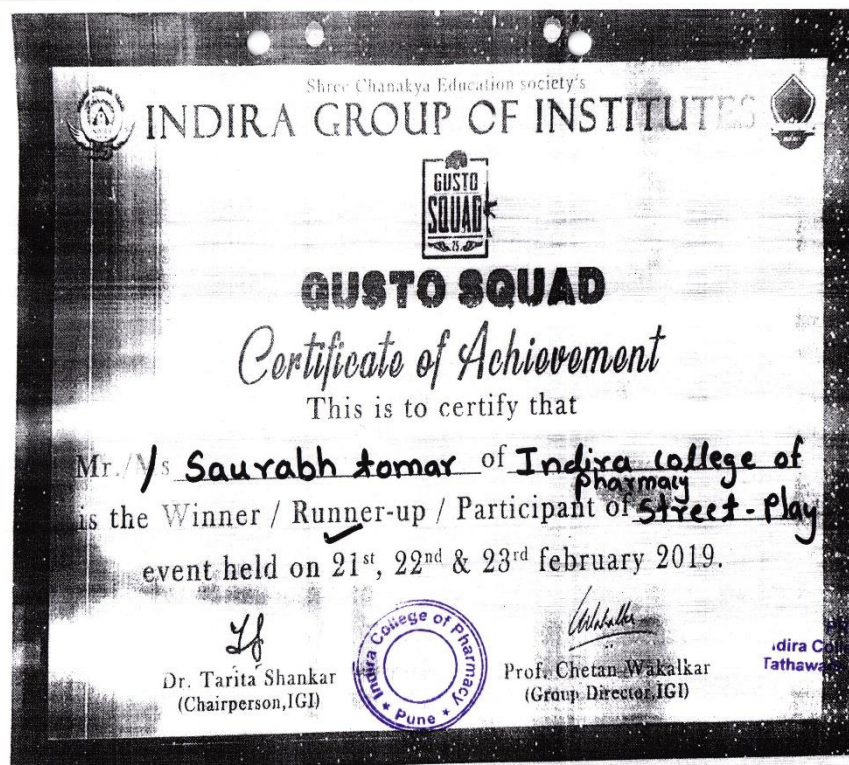 Shree Chanakya Education society's
INDIRA GROUP OF INSTITUTES
GUSTO
SQUAD
25
GUSTO SQUAD
Certificate of Achievement
This is to certify that
Mr./Ms Saurabh tomar of Indira college of
Pharmacy
is the Winner / Runner-up / Participant of Street-Play
event held on 21st, 22nd & 23rd february 2019.
Dr. Tarita Shankar
(Chairperson,IGI)
Indira College of Pharmacy
★ Pune ★
Prof. Chetan Wakalkar
(Group Director,IGI)